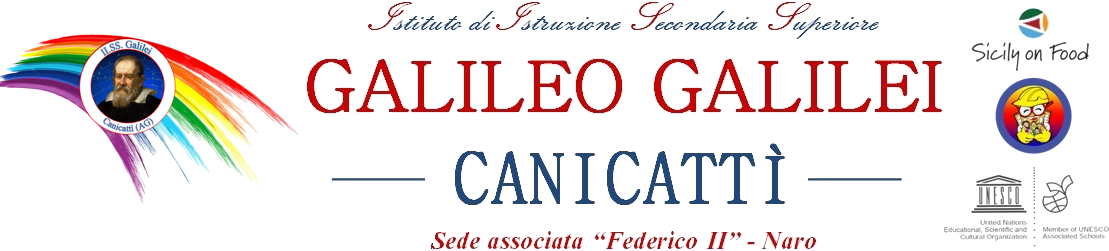 II.SS. Galilei
Canicattì (AG)
Istituto di Istruzione Secondaria Superiore
GALILEO GALILEI
CANICATTÌ
Sede associata “Federico II” - Naro
Sicily on Food
UNESCO
United Nations
Educational, Scientific and
Cultural Organization
Member of UNESCO
Associated Schools